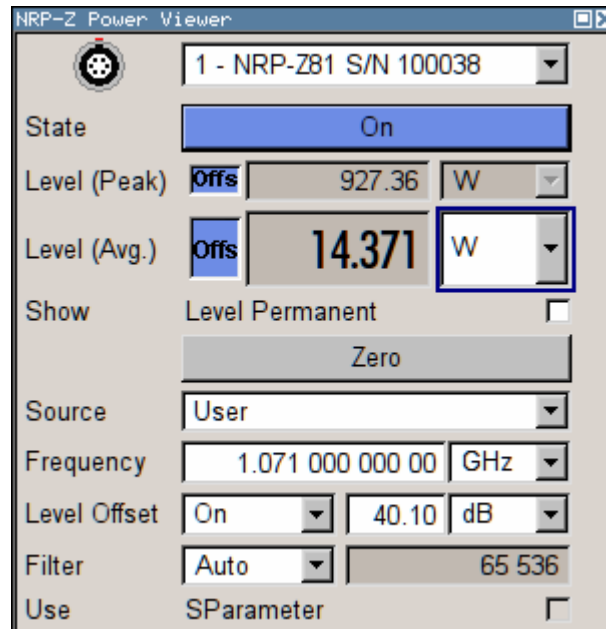 NRP-Z Power Viewer
1 - NRP-Z81 S/N 100038
State On
Level (Peak) Offs 927.36 W
Level (Avg.) Offs 14.371 W
Show Level Permanent
Zero
Source User
Frequency 1.071 000 000 00 GHz
Level Offset On 40.10 dB
Filter Auto 65 536
Use SParameter